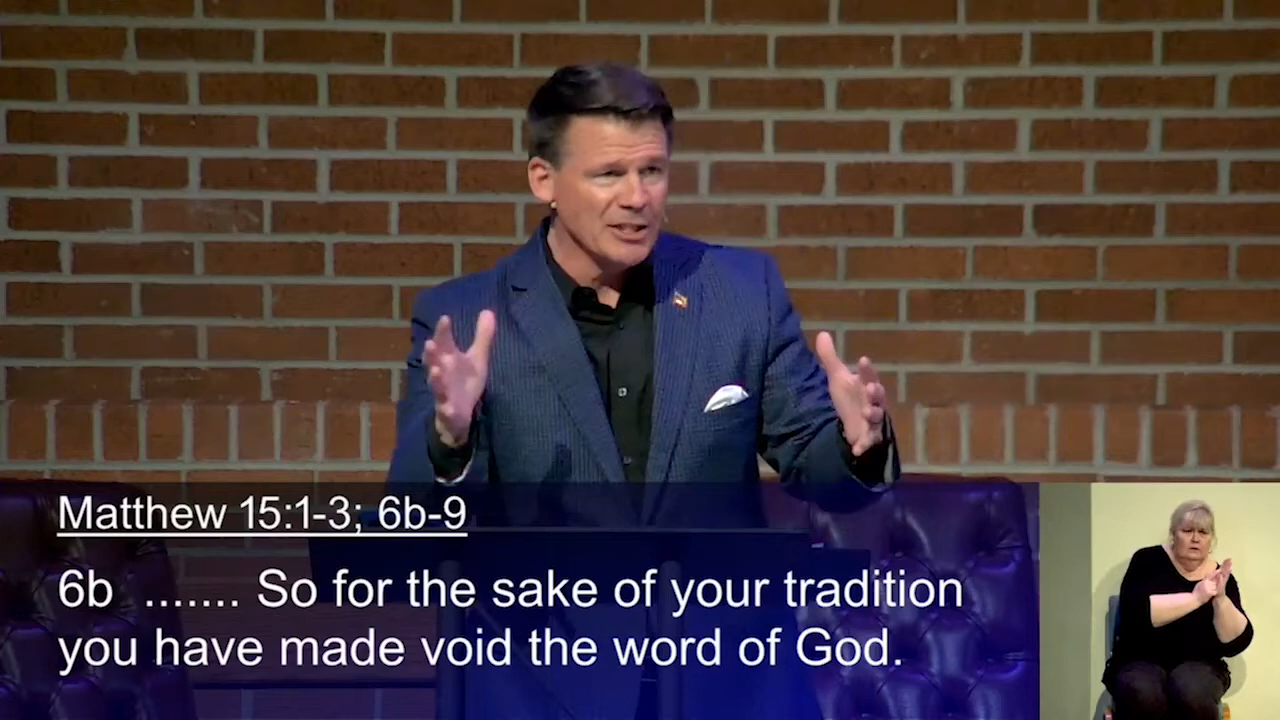 Matthew 15:1-3; 6b-9
6b ....... So for the sake of your tradition
you have made void the word of God.